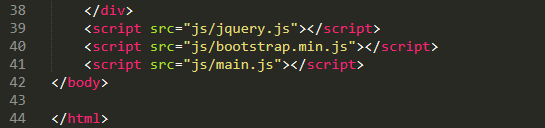 38 </div>
39 <script src="js/jquery.js"></script>
40 <script src="js/bootstrap.min.js"></script>
41 <script src="js/main.js"></script>
42 </body>
43
44 </html>